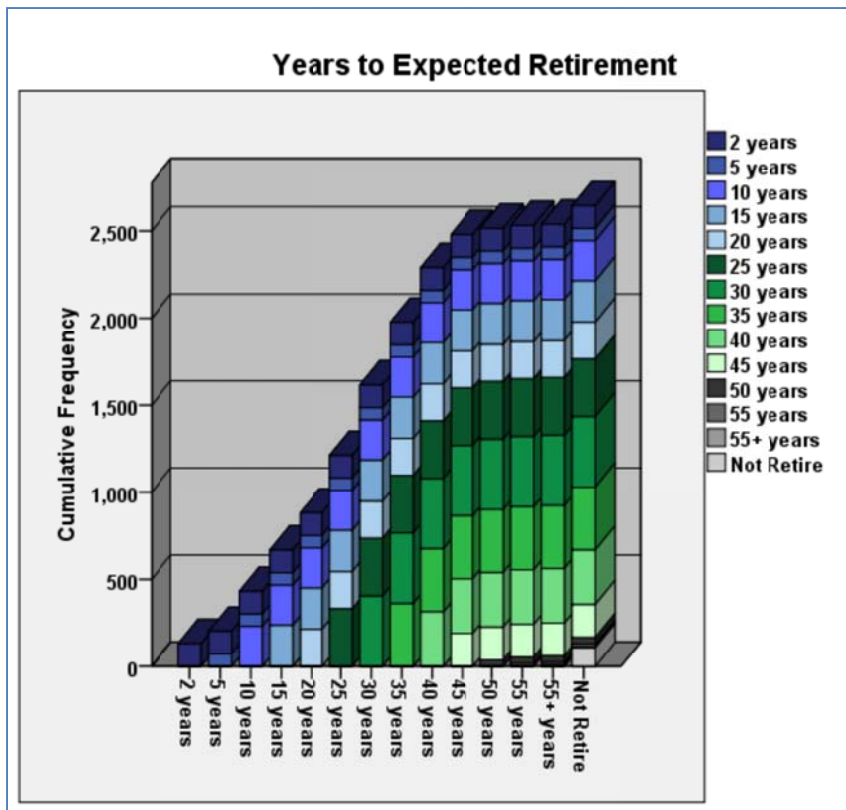 Years to Expected Retirement
Cumulative Frequency
2,500
2,000
1,500
1,000
500
0
2 years
5 years
10 years
15 years
20 years
25 years
30 years
35 years
40 years
45 years
50 years
55 years
55+ years
Not Retire
2 years
5 years
10 years
15 years
20 years
25 years
30 years
35 years
40 years
45 years
50 years
55 years
55+ years
Not Retire